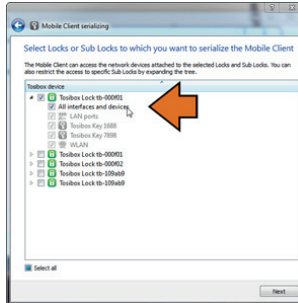 Mobile Client serializing
Select Locks or Sub Locks to which you want to serialize the Mobile Client
The Mobile Client can access the network devices attached to the selected Locks and Sub Locks. You can
also restrict the access to specific Sub Locks by expanding the tree.
Tosibox device
Tosibox Lock tb-000f01
All interfaces and devices
LAN ports
Tosibox Key 1688
Tosibox Key 7898
WLAN
Tosibox Lock tb-000f01
Tosibox Lock tb-000f02
Tosibox Lock tb-109ab9
Tosibox Lock tb-109ab9
Select all
Next